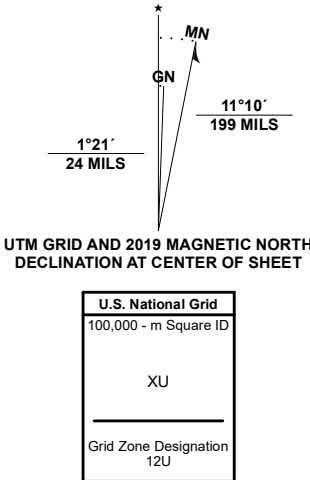 ★
MN
GN
11°10´
199 MILS
1°21´
24 MILS
UTM GRID AND 2019 MAGNETIC NORTH
DECLINATION AT CENTER OF SHEET
U.S. National Grid
100,000 - m Square ID
XU
Grid Zone Designation
12U